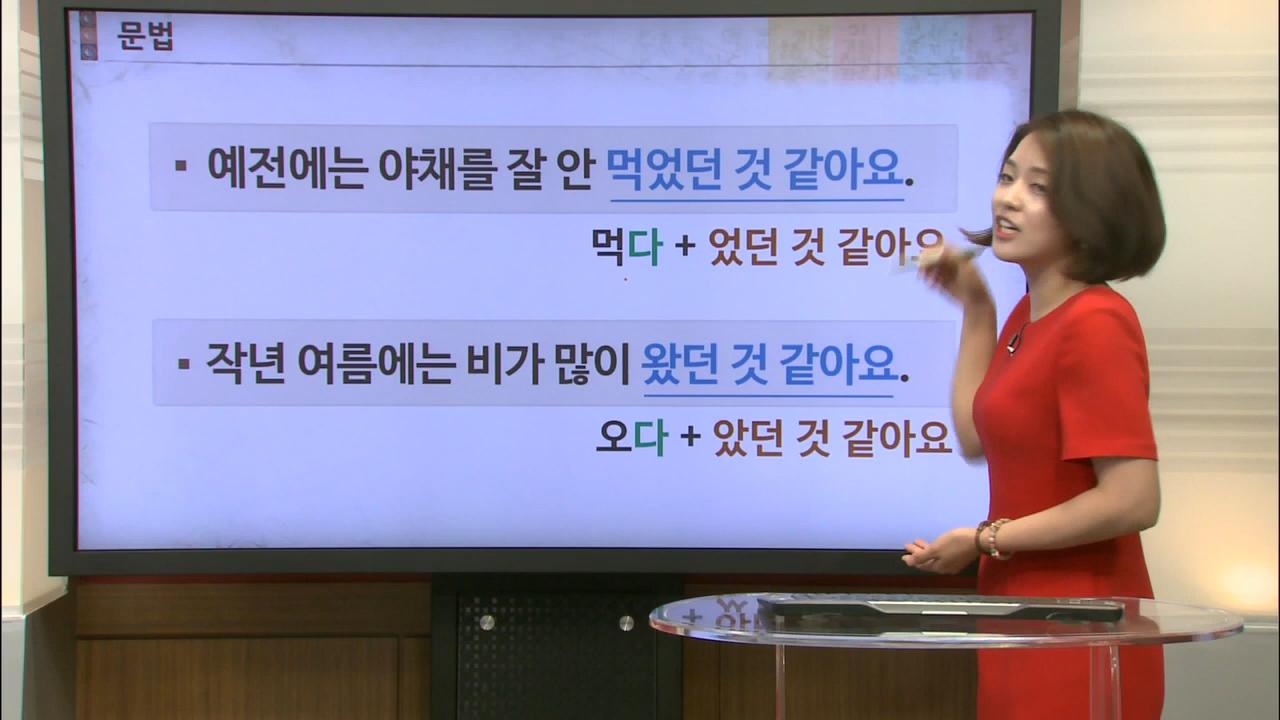 문법
▪ 예전에는 야채를 잘 안 먹었던 것 같아요.
먹다 + 었던 것 같아요
▪ 작년 여름에는 비가 많이 왔던 것 같아요.
오다 + 았던 것 같아요